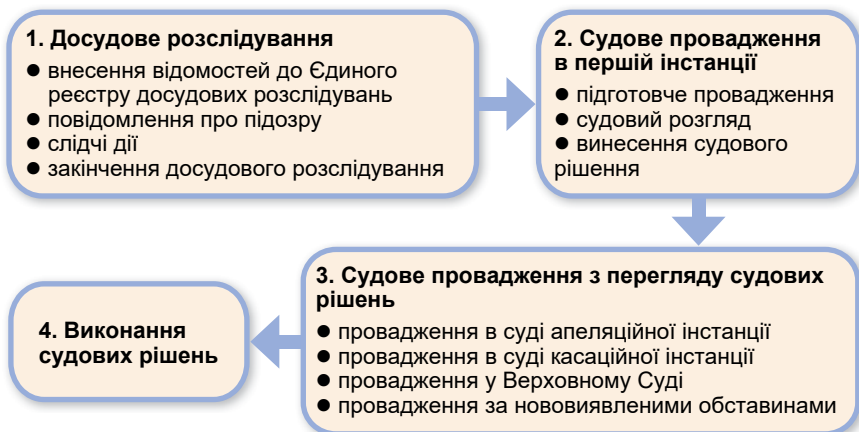 1. Досудове розслідування
● внесення відомостей до Єдиного
реєстру досудових розслідувань
● повідомлення про підозру
● слідчі дії
● закінчення досудового розслідування
2. Судове провадження
в першій інстанції
● підготовче провадження
● судовий розгляд
● винесення судового
рішення
3. Судове провадження з перегляду судових
рішень
● провадження в суді апеляційної інстанції
● провадження в суді касаційної інстанції
● провадження у Верховному Суді
● провадження за нововиявленими обставинами
4. Виконання
судових рішень